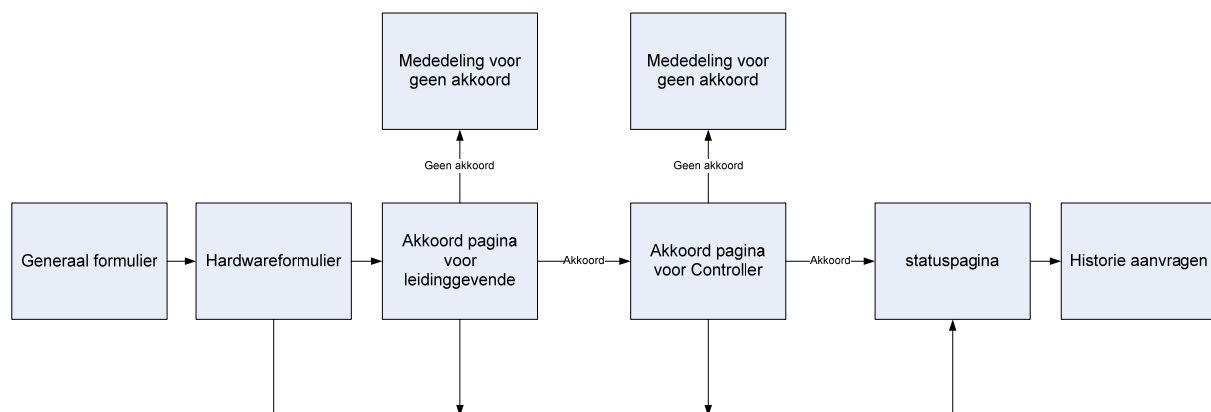 Mededeling voor
geen akkoord
Mededeling voor
geen akkoord
Geen akkoord
Geen akkoord
Generaal formulier
Hardwareformulier
Akkoord pagina
voor
leidinggevende
Akkoord
Akkoord pagina
voor Controller
Akkoord
statuspagina
Historie aanvragen